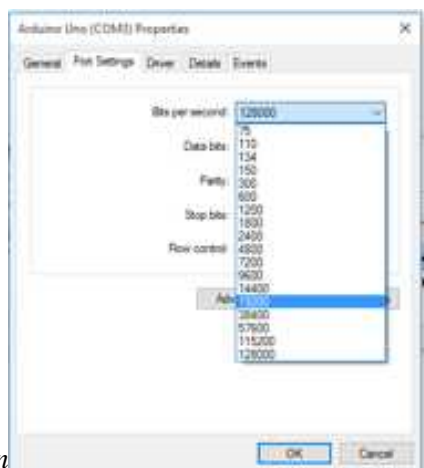 Arduino Uno (COM3) Properties
General Port Settings Driver Details Events
Bits per second: 128000
75
110
Data bits:
134
150
Parity:
300
600
Stop bits:
1200
1800
2400
Flow control:
4800
7200
9600
14400
19200
38400
57600
115200
128000
OK Cancel
n